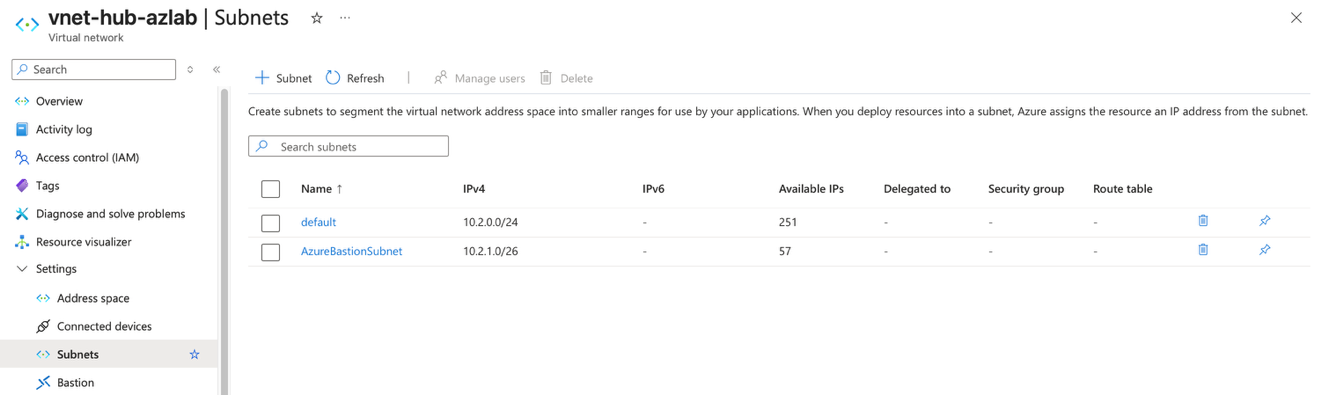 vnet-hub-azlab | Subnets
Virtual network
Search
Overview
Activity log
Access control (IAM)
Tags
Diagnose and solve problems
Resource visualizer
Settings
Address space
Connected devices
Subnets
Bastion
Subnet Refresh | Manage users Delete
Create subnets to segment the virtual network address space into smaller ranges for use by your applications. When you deploy resources into a subnet, Azure assigns the resource an IP address from the subnet.
Search subnets
Name ↑ IPv4 IPv6 Available IPs Delegated to Security group Route table
default 10.2.0.0/24 - 251 - - -
AzureBastionSubnet 10.2.1.0/26 - 57 - - -